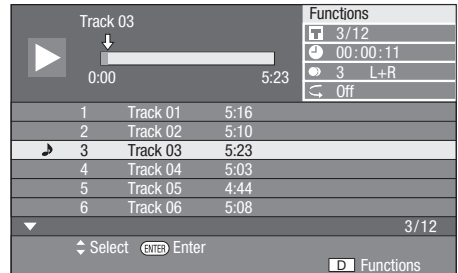 Track 03
0:00 5:23
Functions
T 3/12
00:00:11
3 L+R
Off
1 Track 01 5:16
2 Track 02 5:10
3 Track 03 5:23
4 Track 04 5:03
5 Track 05 4:44
6 Track 06 5:08
3/12
Select ENTER Enter
D Functions